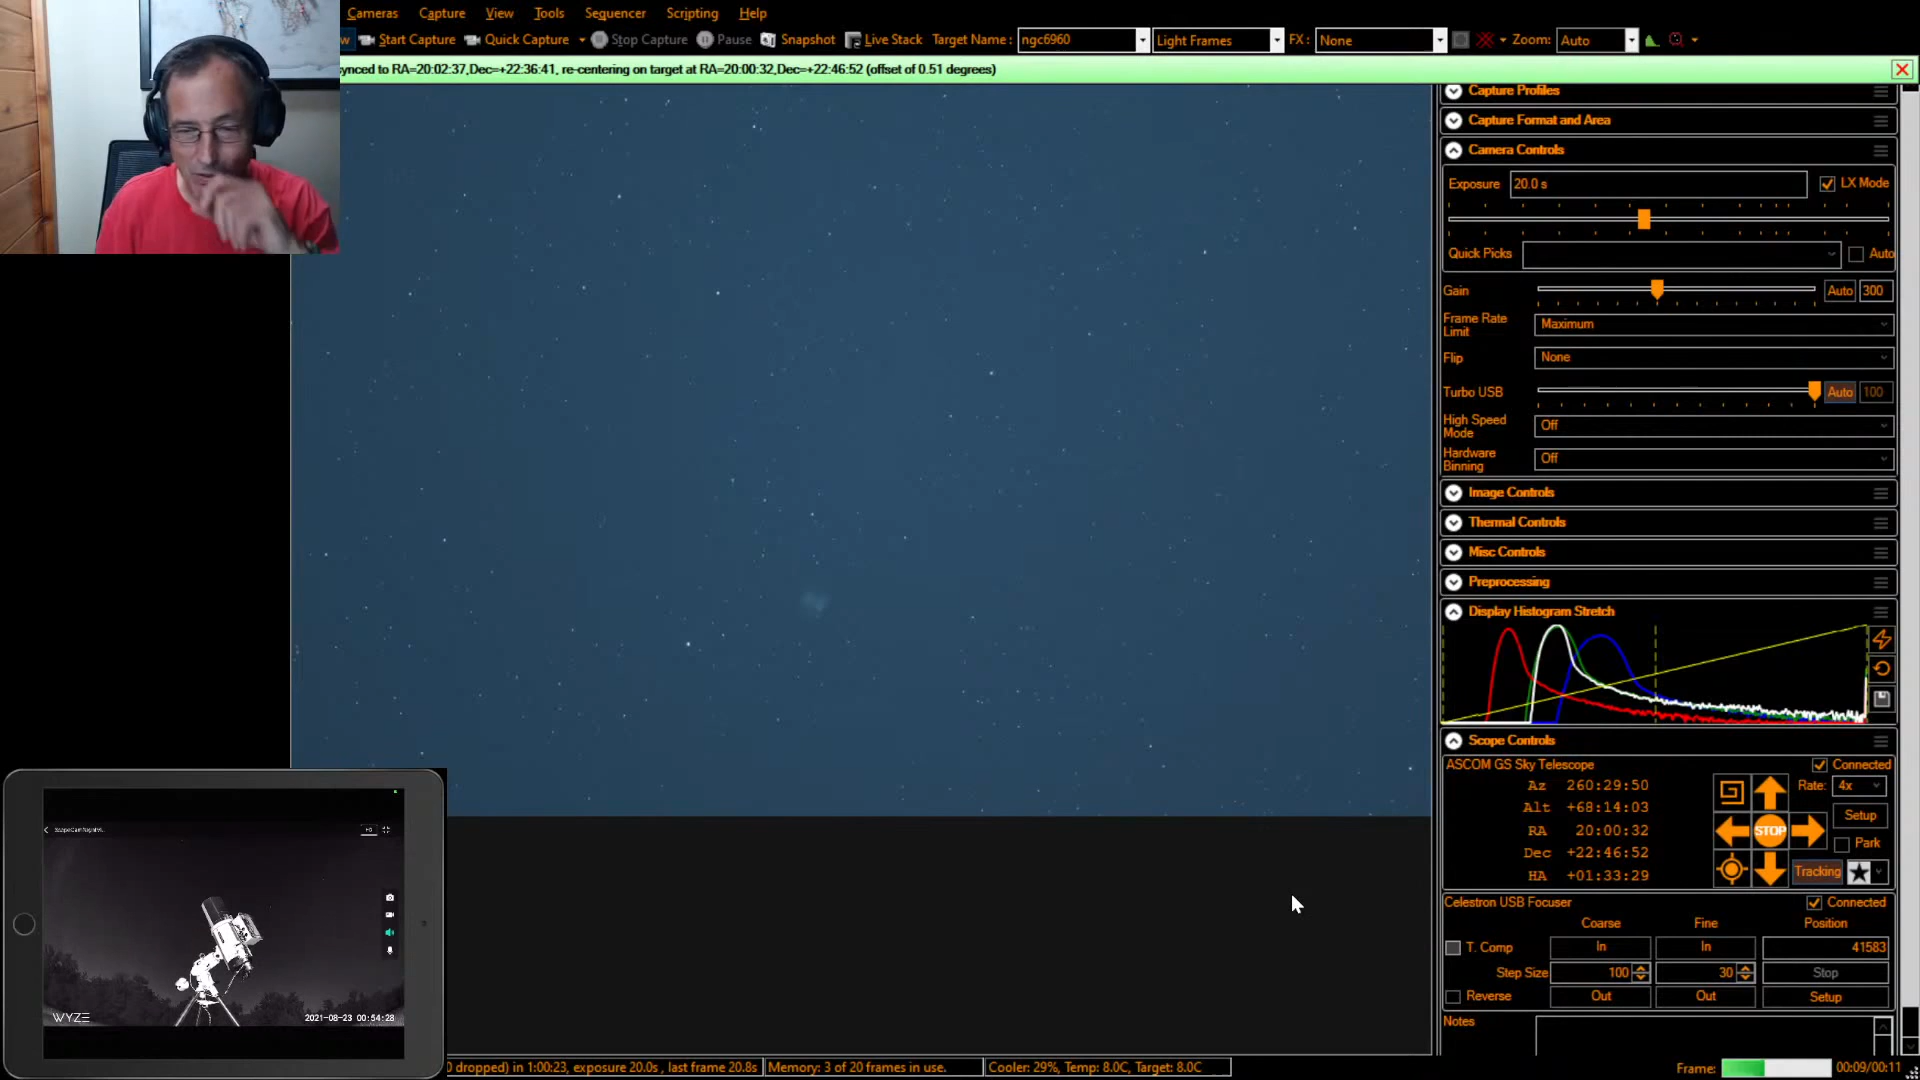 Cameras Capture View Tools Sequencer Scripting Help
w Start Capture Quick Capture Stop Capture Pause Snapshot Live Stack Target Name : ngc6960 Light Frames FX : None Zoom: Auto
synced to RA=20:02:37,Dec=+22:36:41, re-centering on target at RA=20:00:32,Dec=+22:46:52 (offset of 0.51 degrees)
Capture Profiles
Capture Format and Area
Camera Controls
Exposure 20.0 s LX Mode
Quick Picks Auto
Gain Auto 300
Frame Rate Limit Maximum
Flip None
Turbo USB Auto 100
High Speed Mode Off
Hardware Binning Off
Image Controls
Thermal Controls
Misc Controls
Preprocessing
Display Histogram Stretch
Scope Controls
ASCOM GS Sky Telescope Connected
Az 260:29:50 Rate: 4x
Alt +68:14:03 Setup
RA 20:00:32 STOP
Dec +22:46:52 Park
HA +01:33:29 Tracking
Celestron USB Focuser Connected
Coarse Fine Position
T. Comp In In 41583
Step Size 100 30 Stop
Reverse Out Out Setup
Notes
WYZE 2021-08-23 00:54:28
0 dropped) in 1:00:23, exposure 20.0s , last frame 20.8s Memory: 3 of 20 frames in use. Cooler: 29%, Temp: 8.0C, Target: 8.0C Frame: 00:09/00:11